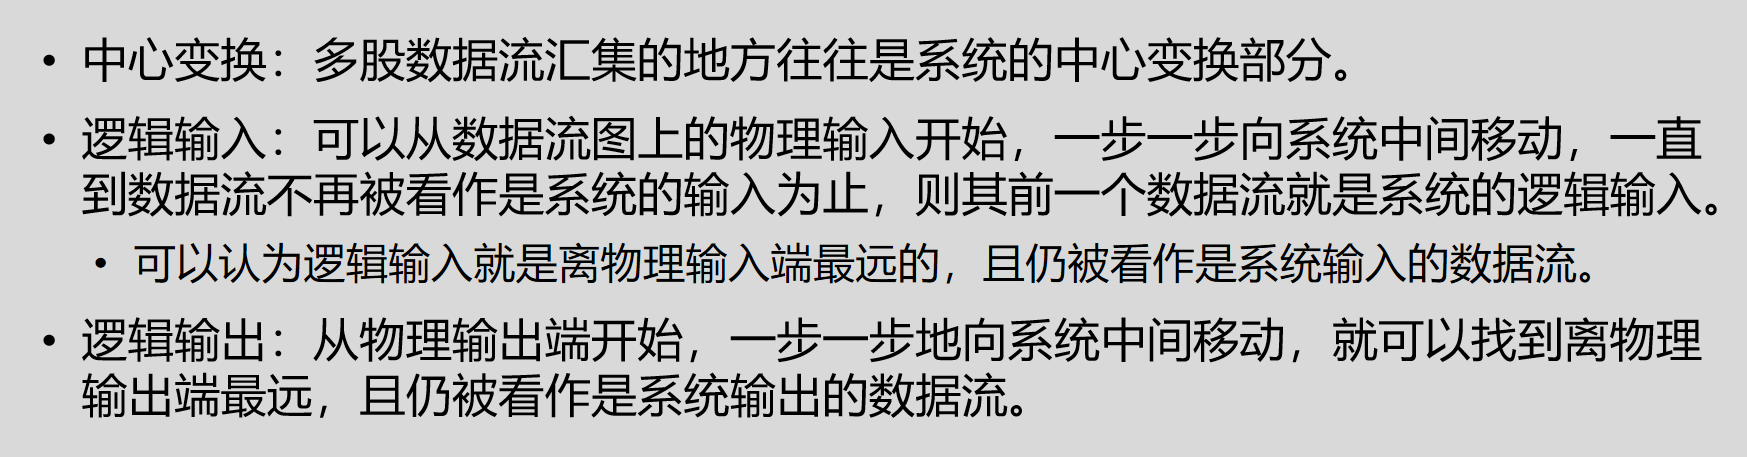 • 中心变换：多股数据流汇集的地方往往是系统的中心变换部分。
• 逻辑输入：可以从数据流图上的物理输入开始，一步一步向系统中间移动，一直
到数据流不再被看作是系统的输入为止，则其前一个数据流就是系统的逻辑输入。
• 可以认为逻辑输入就是离物理输入端最远的，且仍被看作是系统输入的数据流。
• 逻辑输出：从物理输出端开始，一步一步地向系统中间移动，就可以找到离物理
输出端最远，且仍被看作是系统输出的数据流。